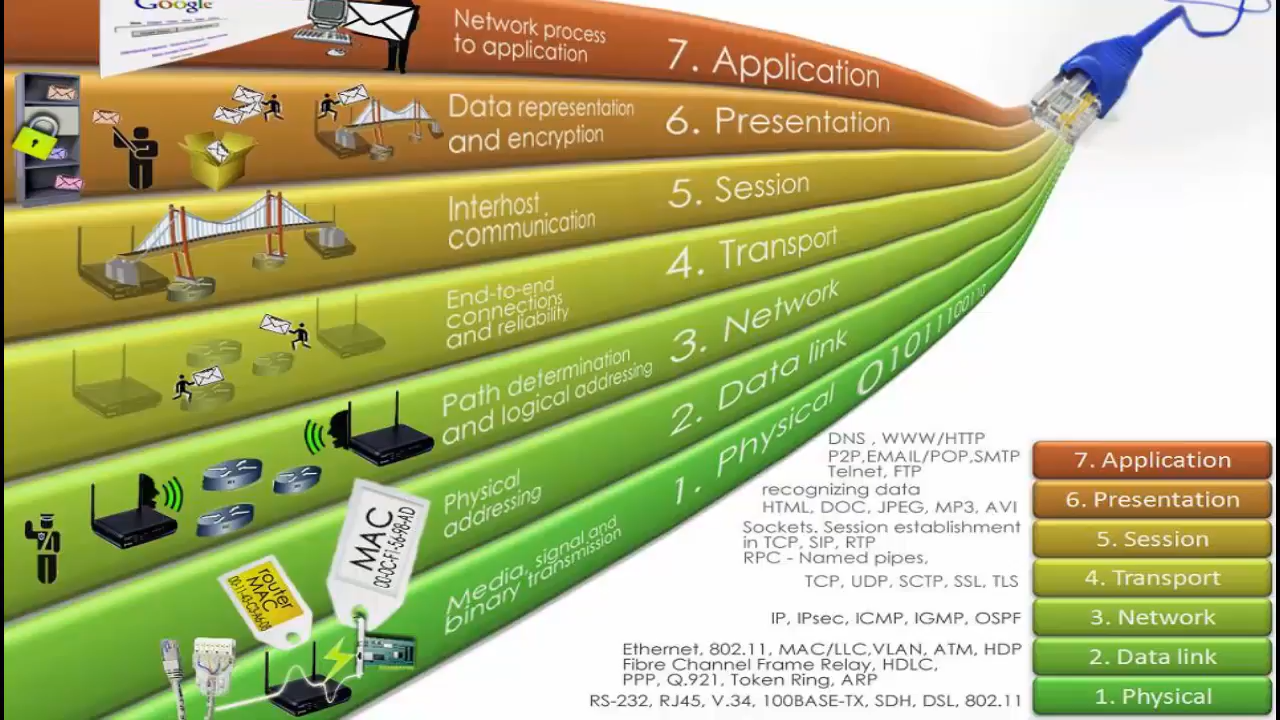 Google
Network process
to application
7. Application
Data representation
and encryption
6. Presentation
Interhost
communication
5. Session
End-to-end
connections
and reliability
4. Transport
Path determination
and logical addressing
3. Network
Physical
addressing
2. Data link
Media, signal and
binary transmission
1. Physical
MAC
router
MAC
DNS , WWW/HTTP
P2P,EMAIL/POP,SMTP
Telnet, FTP
7. Application
recognizing data
HTML, DOC, JPEG, MP3, AVI
6. Presentation
Sockets. Session establishment
in TCP, SIP, RTP
RPC - Named pipes,
5. Session
TCP, UDP, SCTP, SSL, TLS
4. Transport
IP, IPsec, ICMP, IGMP, OSPF
3. Network
Ethernet, 802.11, MAC/LLC,VLAN, ATM, HDP
Fibre Channel Frame Relay, HDLC,
PPP, Q.921, Token Ring, ARP
2. Data link
RS-232, RJ45, V.34, 100BASE-TX, SDH, DSL, 802.11
1. Physical